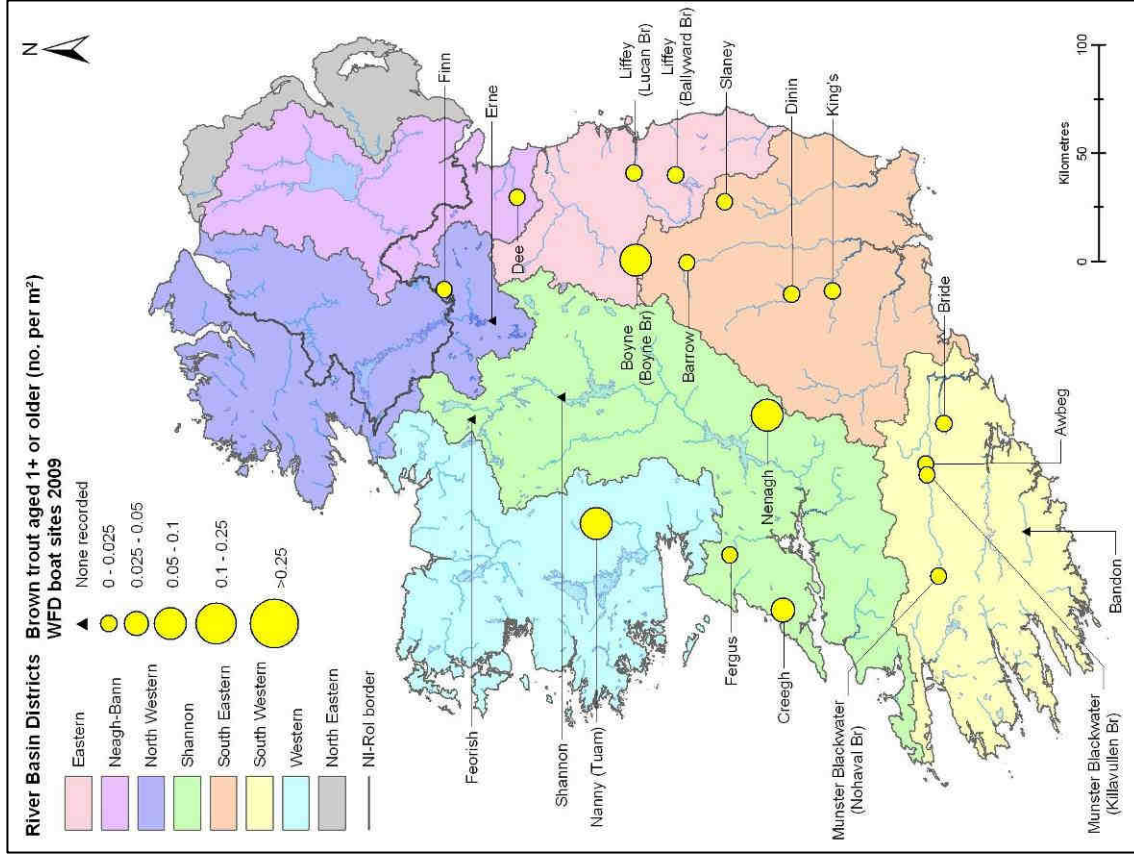 River Basin Districts
Eastern
Neagh-Bann
North Western
Shannon
South Eastern
South Western
Western
North Eastern
NI-RoI border
Brown trout aged 1+ or older (no. per m²)
WFD boat sites 2009
None recorded
0 - 0.025
0.025 - 0.05
0.05 - 0.1
0.1 - 0.25
>0.25
N
Finn
Erne
Dee
Liffey
(Lucan Br)
Liffey
(Ballyward Br)
Slaney
Dinin
King's
Boyne
(Boyne Br)
Barrow
Feorish
Shannon
Nanny (Tuam)
Nenagh
Fergus
Creegh
Munster Blackwater
(Nohaval Br)
Munster Blackwater
(Killavullen Br)
Bandon
Awbeg
Bride
0
50
100
Kilometres